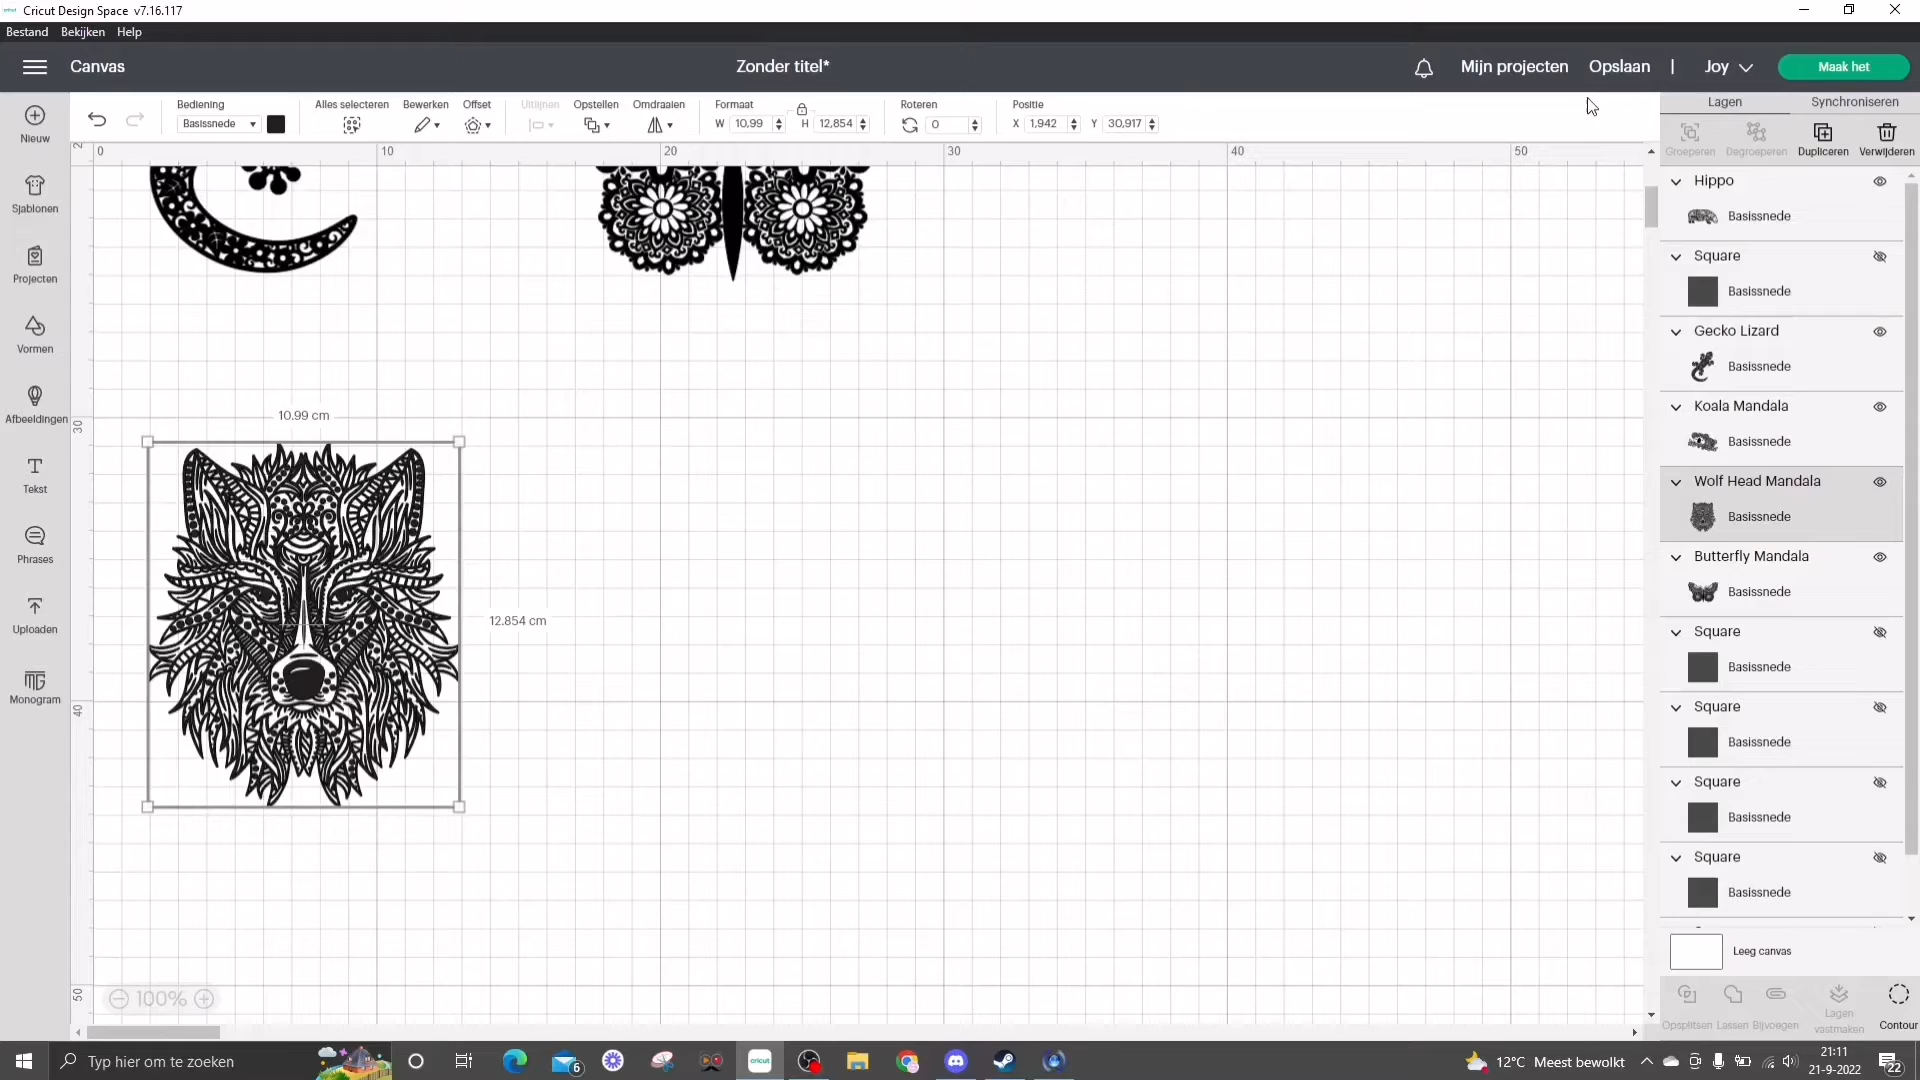 Cricut Design Space v7.16.117
Bestand Bekijken Help
Canvas
Zonder titel*
Mijn projecten Opslaan | Joy Maak het
Bediening
Basissnede
Alles selecteren
Bewerken
Offset
Uitlijnen
Opstellen
Omdraaien
Formaat
W 10,99
H 12,854
Roteren
0
Positie
X 1,942
Y 30,917
Lagen Synchroniseren
Groeperen Degroeperen Dupliceren Verwijderen
Nieuw
Sjablonen
Projecten
Vormen
Afbeeldingen
Tekst
Phrases
Uploaden
Monogram
0 10 20 30 40 50
30
40
50
10.99 cm
12.854 cm
100%
Hippo
Basissnede
Square
Basissnede
Gecko Lizard
Basissnede
Koala Mandala
Basissnede
Wolf Head Mandala
Basissnede
Butterfly Mandala
Basissnede
Square
Basissnede
Square
Basissnede
Square
Basissnede
Square
Basissnede
Leeg canvas
Opsplitsen Lassen Bijvoegen Lagen vastmaken Contour
Typ hier om te zoeken
6
cricut
12°C Meest bewolkt
21:11
21-9-2022
22